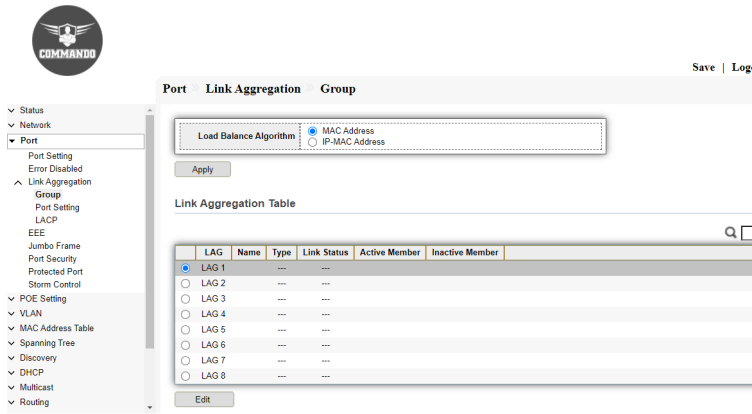 COMMANDO
Save | Log
Port Link Aggregation Group
Status
Network
Port
Port Setting
Error Disabled
Link Aggregation
Group
Port Setting
LACP
EEE
Jumbo Frame
Port Security
Protected Port
Storm Control
POE Setting
VLAN
MAC Address Table
Spanning Tree
Discovery
DHCP
Multicast
Routing
Load Balance Algorithm
MAC Address
IP-MAC Address
Apply
Link Aggregation Table
LAG Name Type Link Status Active Member Inactive Member
LAG 1 --- ---
LAG 2 --- ---
LAG 3 --- ---
LAG 4 --- ---
LAG 5 --- ---
LAG 6 --- ---
LAG 7 --- ---
LAG 8 --- ---
Edit